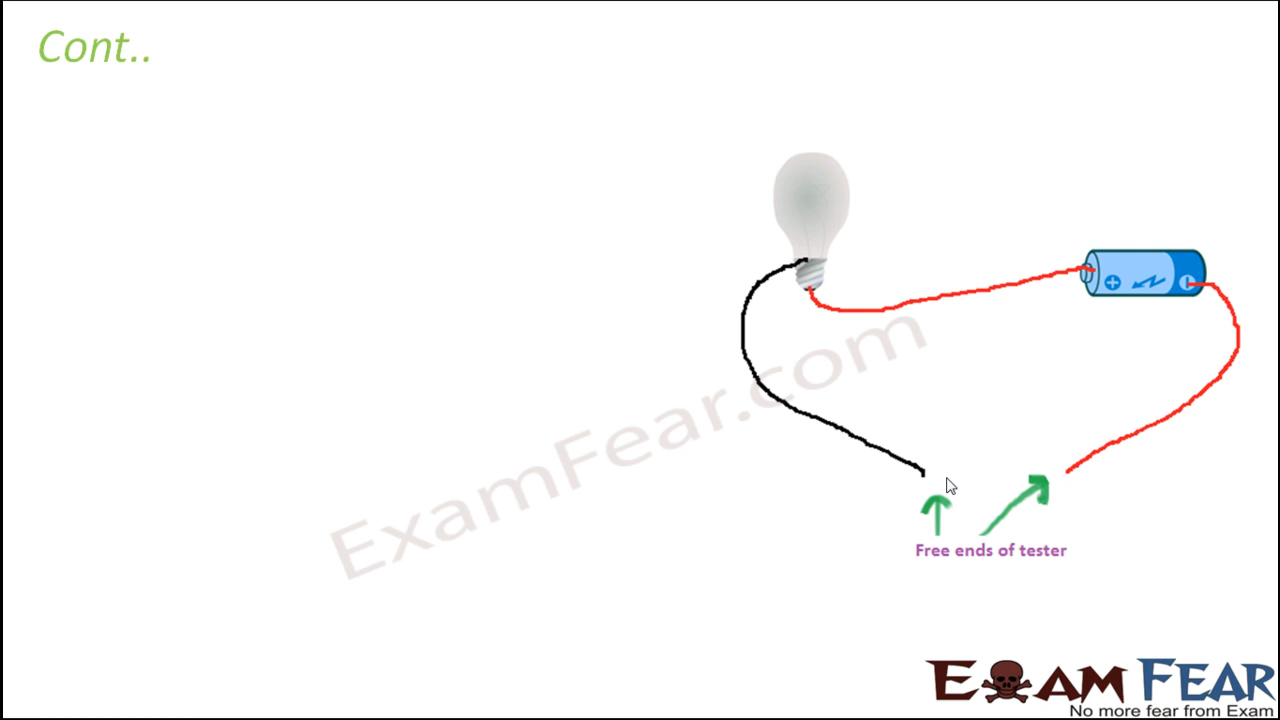 Cont..
ExamFear.com
Free ends of tester
EXAM FEAR
No more fear from Exam